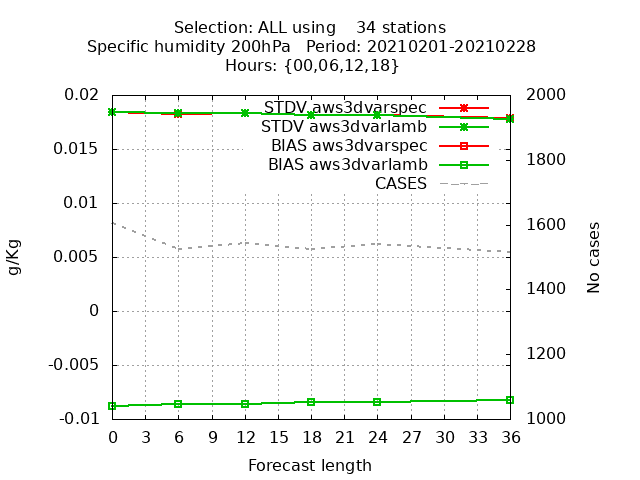 Selection: ALL using    34 stations
Specific humidity 200hPa   Period: 20210201-20210228
Hours: {00,06,12,18}
0.02
0.015
0.01
0.005
0
-0.005
-0.01
g/Kg
STDV aws3dvarspec
STDV aws3dvarlamb
BIAS aws3dvarspec
BIAS aws3dvarlamb
CASES
2000
1800
1600
1400
1200
1000
No cases
0 3 6 9 12 15 18 21 24 27 30 33 36
Forecast length